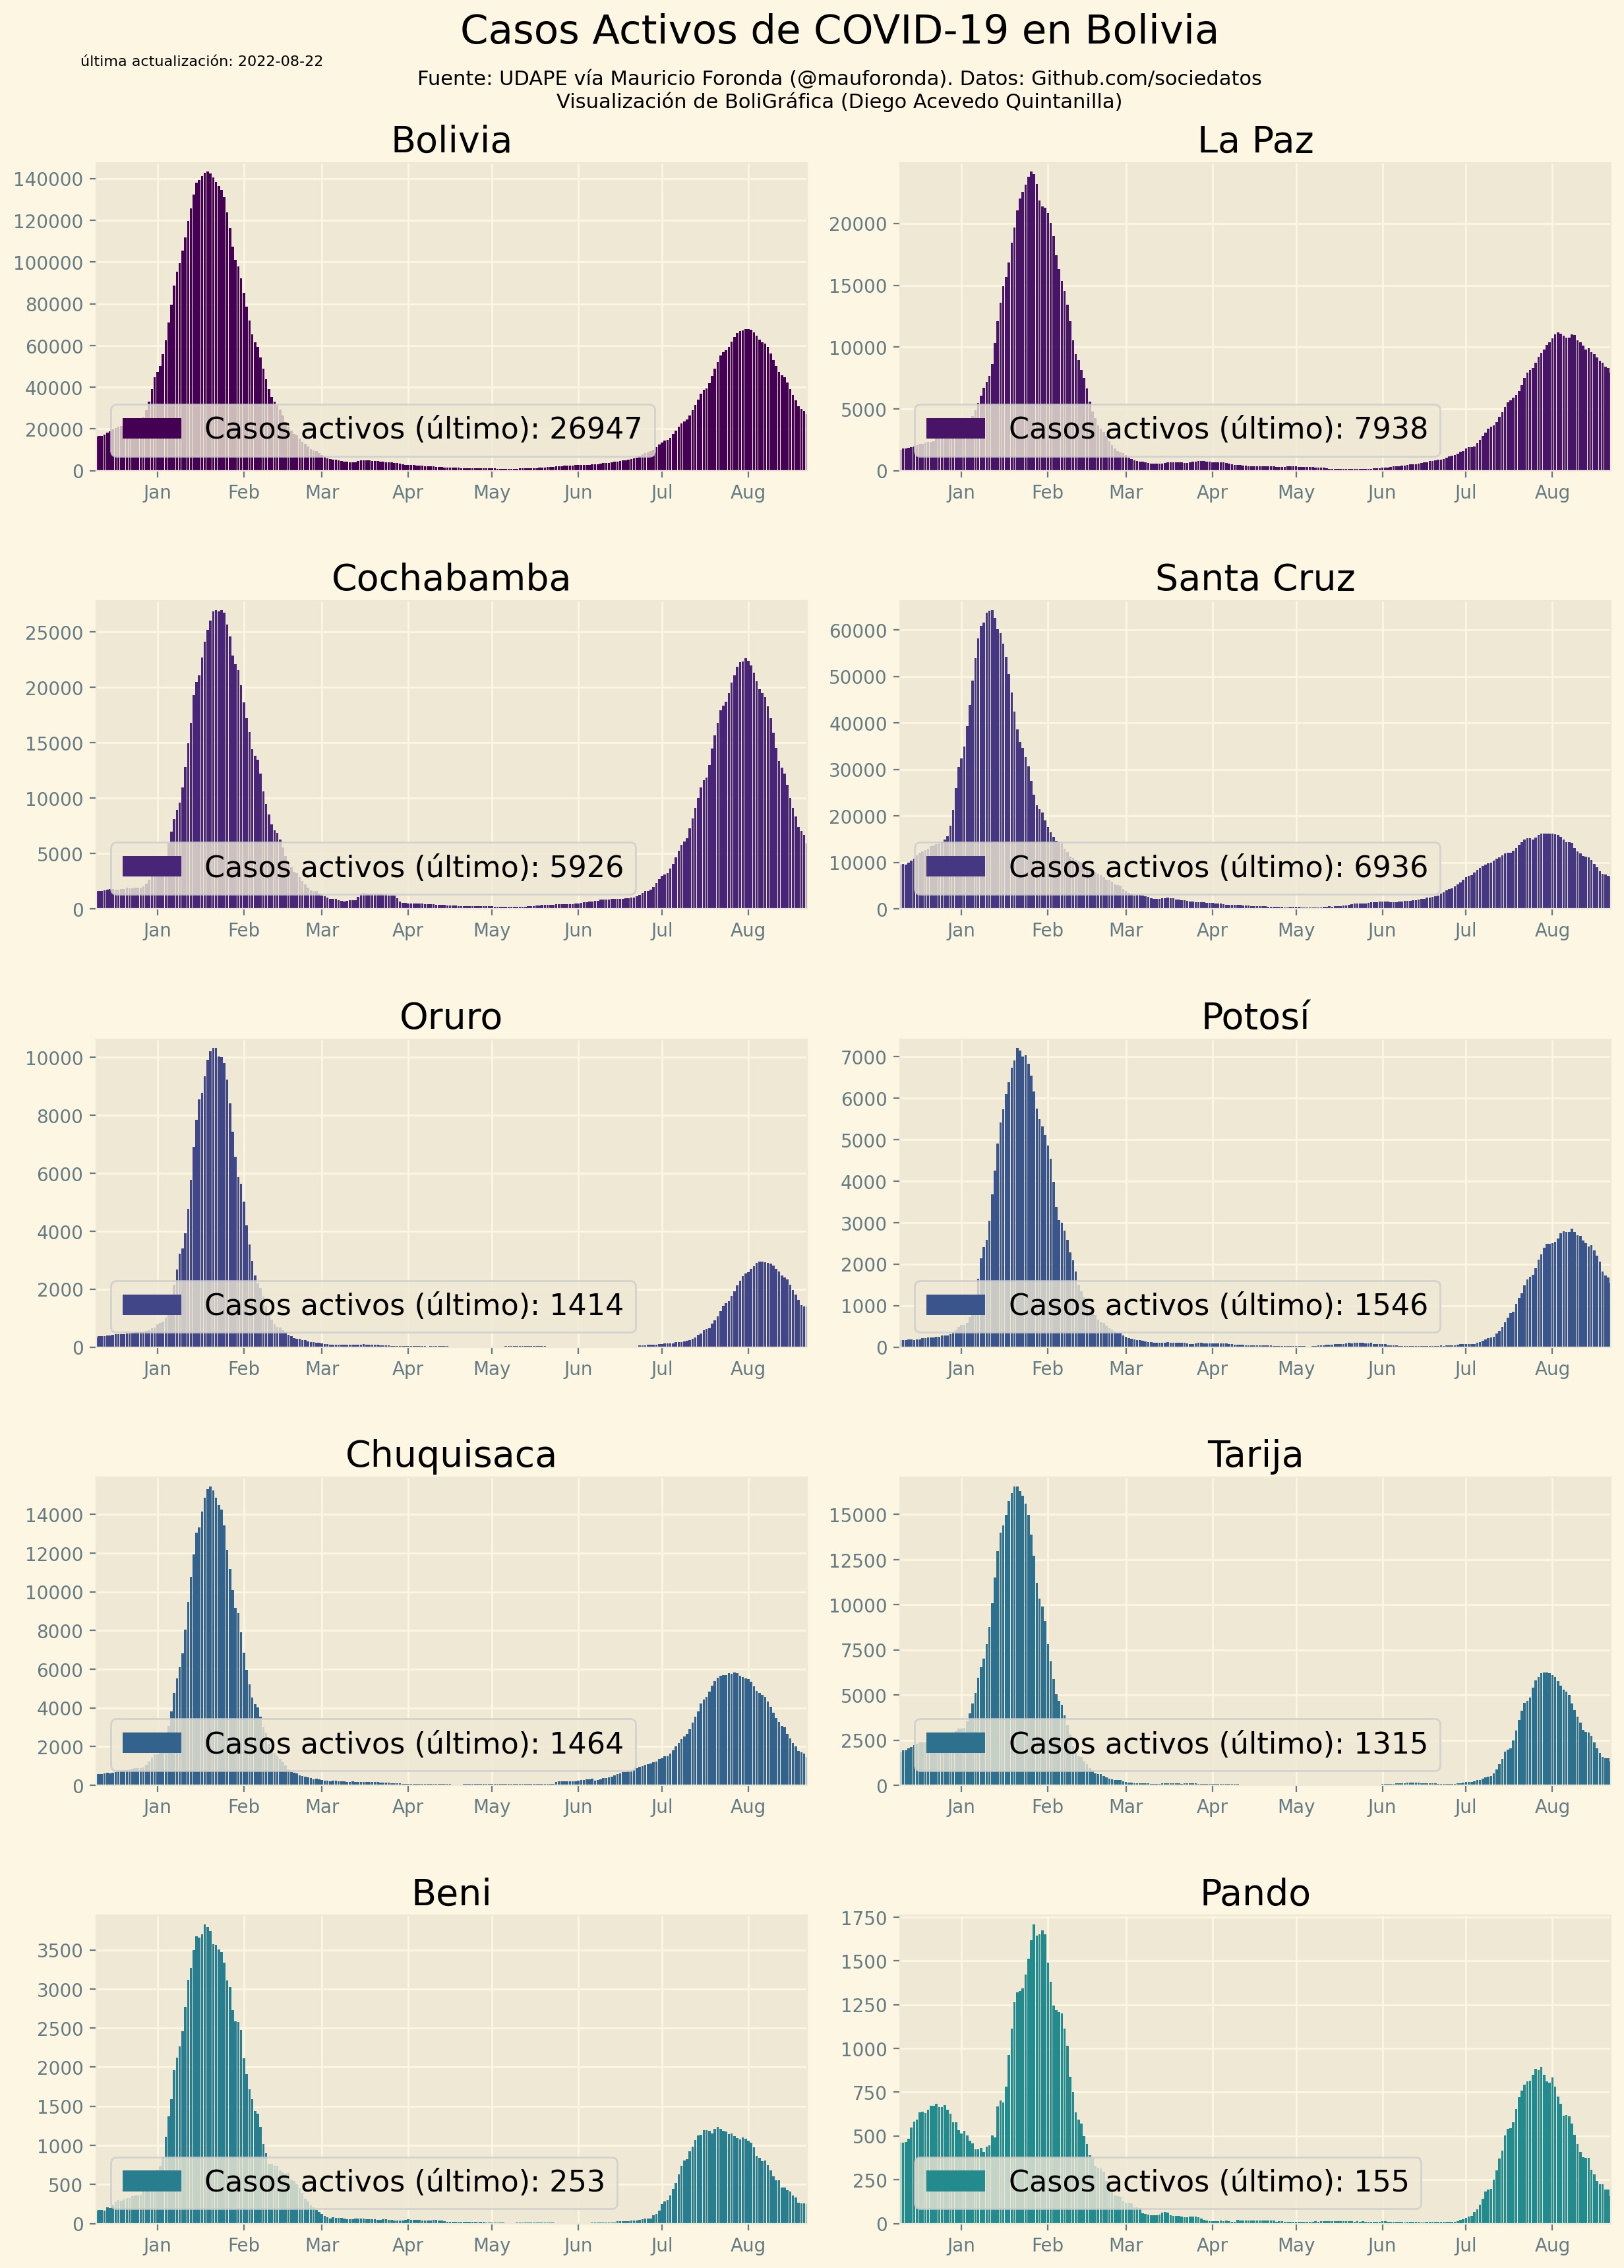 Casos Activos de COVID-19 en Bolivia
última actualización: 2022-08-22
Fuente: UDAPE vía Mauricio Foronda (@mauforonda). Datos: Github.com/sociedatos
Visualización de BoliGráfica (Diego Acevedo Quintanilla)
Bolivia
140000
120000
100000
80000
60000
40000
20000
0
Casos activos (último): 26947
Jan Feb Mar Apr May Jun Jul Aug
La Paz
20000
15000
10000
5000
0
Casos activos (último): 7938
Jan Feb Mar Apr May Jun Jul Aug
Cochabamba
25000
20000
15000
10000
5000
0
Casos activos (último): 5926
Jan Feb Mar Apr May Jun Jul Aug
Santa Cruz
60000
50000
40000
30000
20000
10000
0
Casos activos (último): 6936
Jan Feb Mar Apr May Jun Jul Aug
Oruro
10000
8000
6000
4000
2000
0
Casos activos (último): 1414
Jan Feb Mar Apr May Jun Jul Aug
Potosí
7000
6000
5000
4000
3000
2000
1000
0
Casos activos (último): 1546
Jan Feb Mar Apr May Jun Jul Aug
Chuquisaca
14000
12000
10000
8000
6000
4000
2000
0
Casos activos (último): 1464
Jan Feb Mar Apr May Jun Jul Aug
Tarija
15000
12500
10000
7500
5000
2500
0
Casos activos (último): 1315
Jan Feb Mar Apr May Jun Jul Aug
Beni
3500
3000
2500
2000
1500
1000
500
0
Casos activos (último): 253
Jan Feb Mar Apr May Jun Jul Aug
Pando
1750
1500
1250
1000
750
500
250
0
Casos activos (último): 155
Jan Feb Mar Apr May Jun Jul Aug